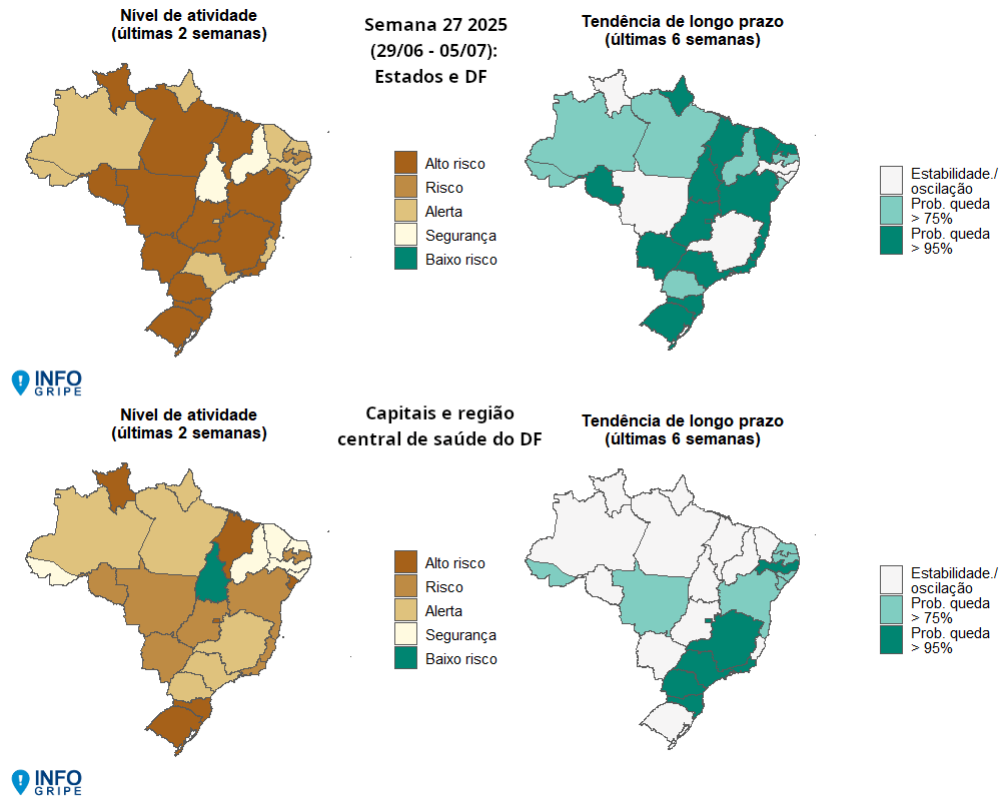 Nível de atividade
(últimas 2 semanas)
Semana 27 2025
(29/06 - 05/07):
Estados e DF
Tendência de longo prazo
(últimas 6 semanas)
Alto risco
Risco
Alerta
Segurança
Baixo risco
Estabilidade./
oscilação
Prob. queda
> 75%
Prob. queda
> 95%
INFO
GRIPE
Nível de atividade
(últimas 2 semanas)
Capitais e região
central de saúde do DF
Tendência de longo prazo
(últimas 6 semanas)
Alto risco
Risco
Alerta
Segurança
Baixo risco
Estabilidade./
oscilação
Prob. queda
> 75%
Prob. queda
> 95%
INFO
GRIPE